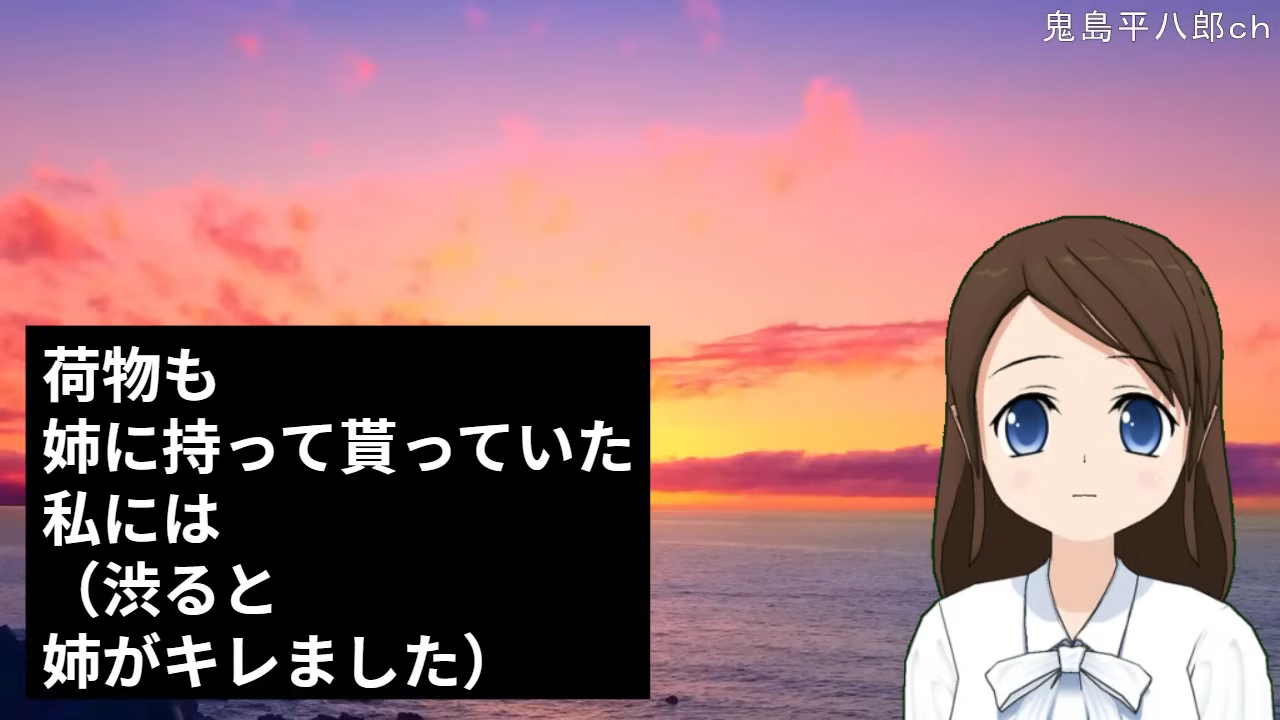 鬼島平八郎ch
荷物も
姉に持って貰っていた
私には
（渋ると
姉がキレました）